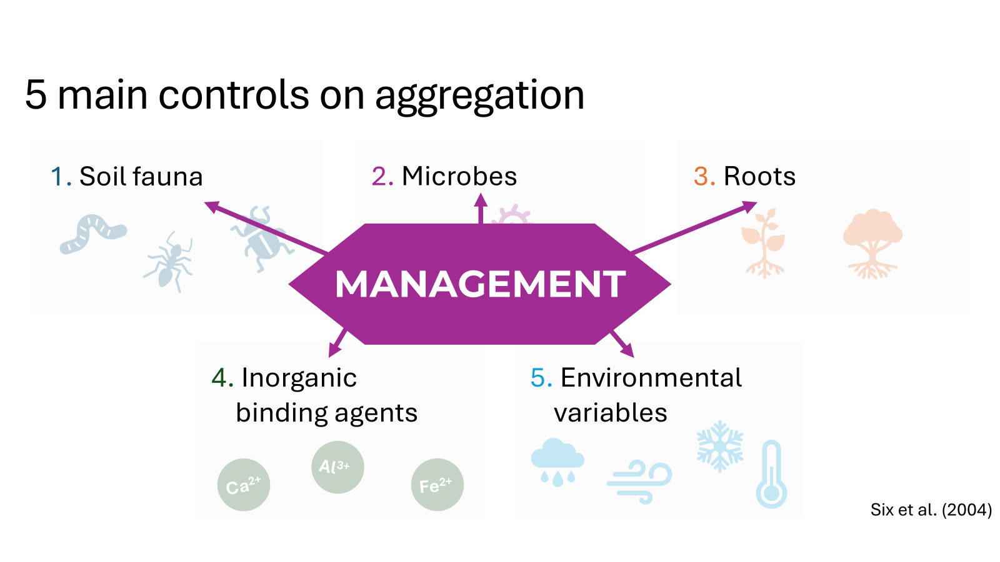 5 main controls on aggregation
1. Soil fauna
2. Microbes
3. Roots
MANAGEMENT
4. Inorganic
binding agents
5. Environmental
variables
Ca²⁺
Al³⁺
Fe²⁺
Six et al. (2004)